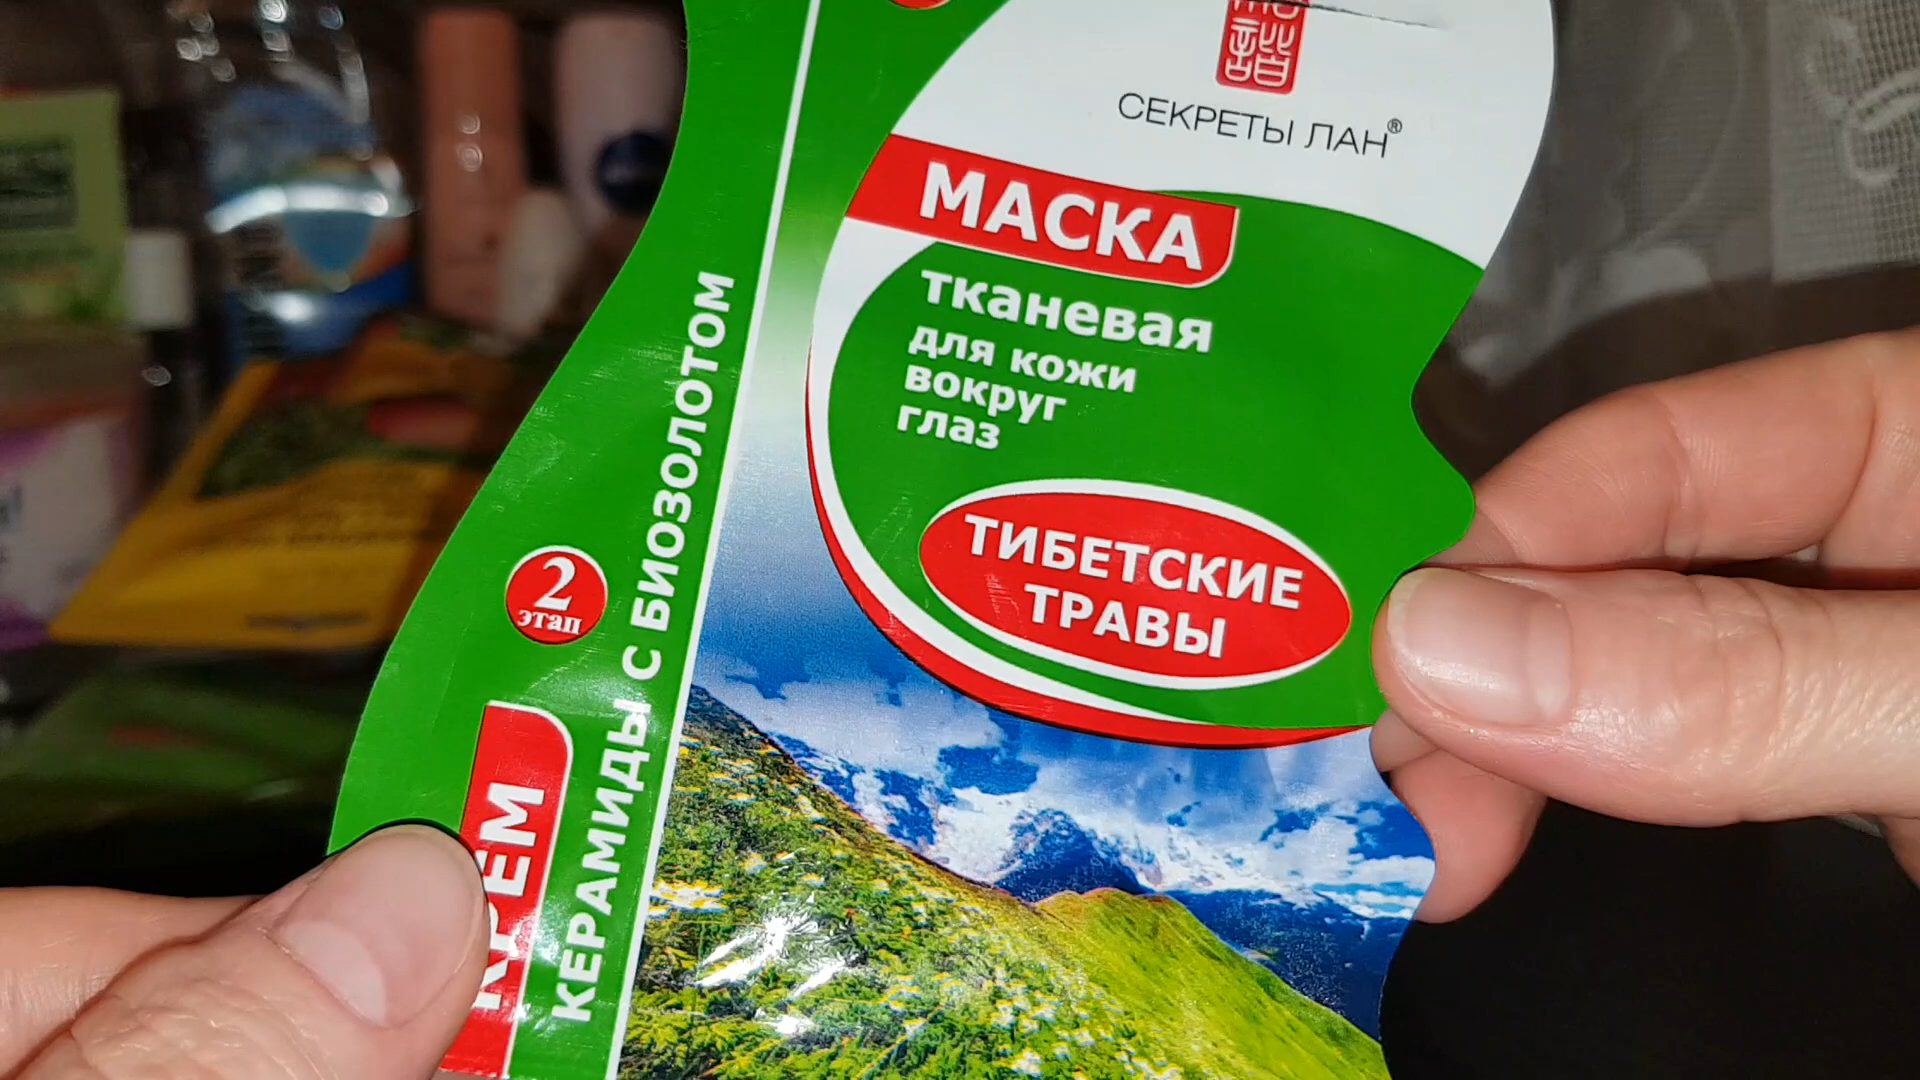 СЕКРЕТЫ ЛАН®
МАСКА
тканевая
для кожи
вокруг
глаз
ТИБЕТСКИЕ
ТРАВЫ
2
этап
КРЕМ
КЕРАМИДЫ С БИОЗОЛОТОМ